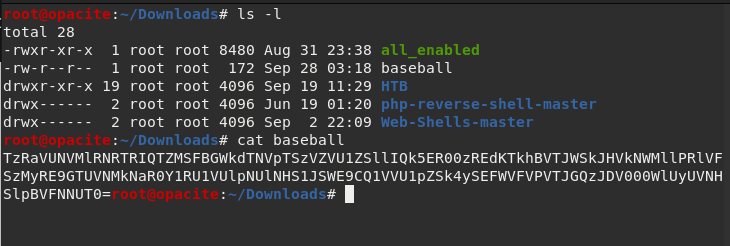 root@opacite:~/Downloads# ls -l
total 28
-rwxr-xr-x  1 root root 8480 Aug 31 23:38 all_enabled
-rw-r--r--  1 root root  172 Sep 28 03:18 baseball
drwxr-xr-x 19 root root 4096 Sep 19 11:29 HTB
drwx------  2 root root 4096 Jun 19 01:20 php-reverse-shell-master
drwx------  2 root root 4096 Sep  2 22:09 Web-Shells-master
root@opacite:~/Downloads# cat baseball
TzRaVUNVMlRNRTRIQTZMSFBGWkdTNVpTSzVZVU1ZSllIQk5ER00zREdKTkhBVTJWSkJHVkNWMllPRlVF
SzMyRE9GTUVNMkNaR0Y1RU1VUlpNUlNHS1JSWE9CQ1VVU1pZSk4ySEFWVFVPVTJGQzJDV000WlUyUVNH
SlpBVFNNUT0=root@opacite:~/Downloads#